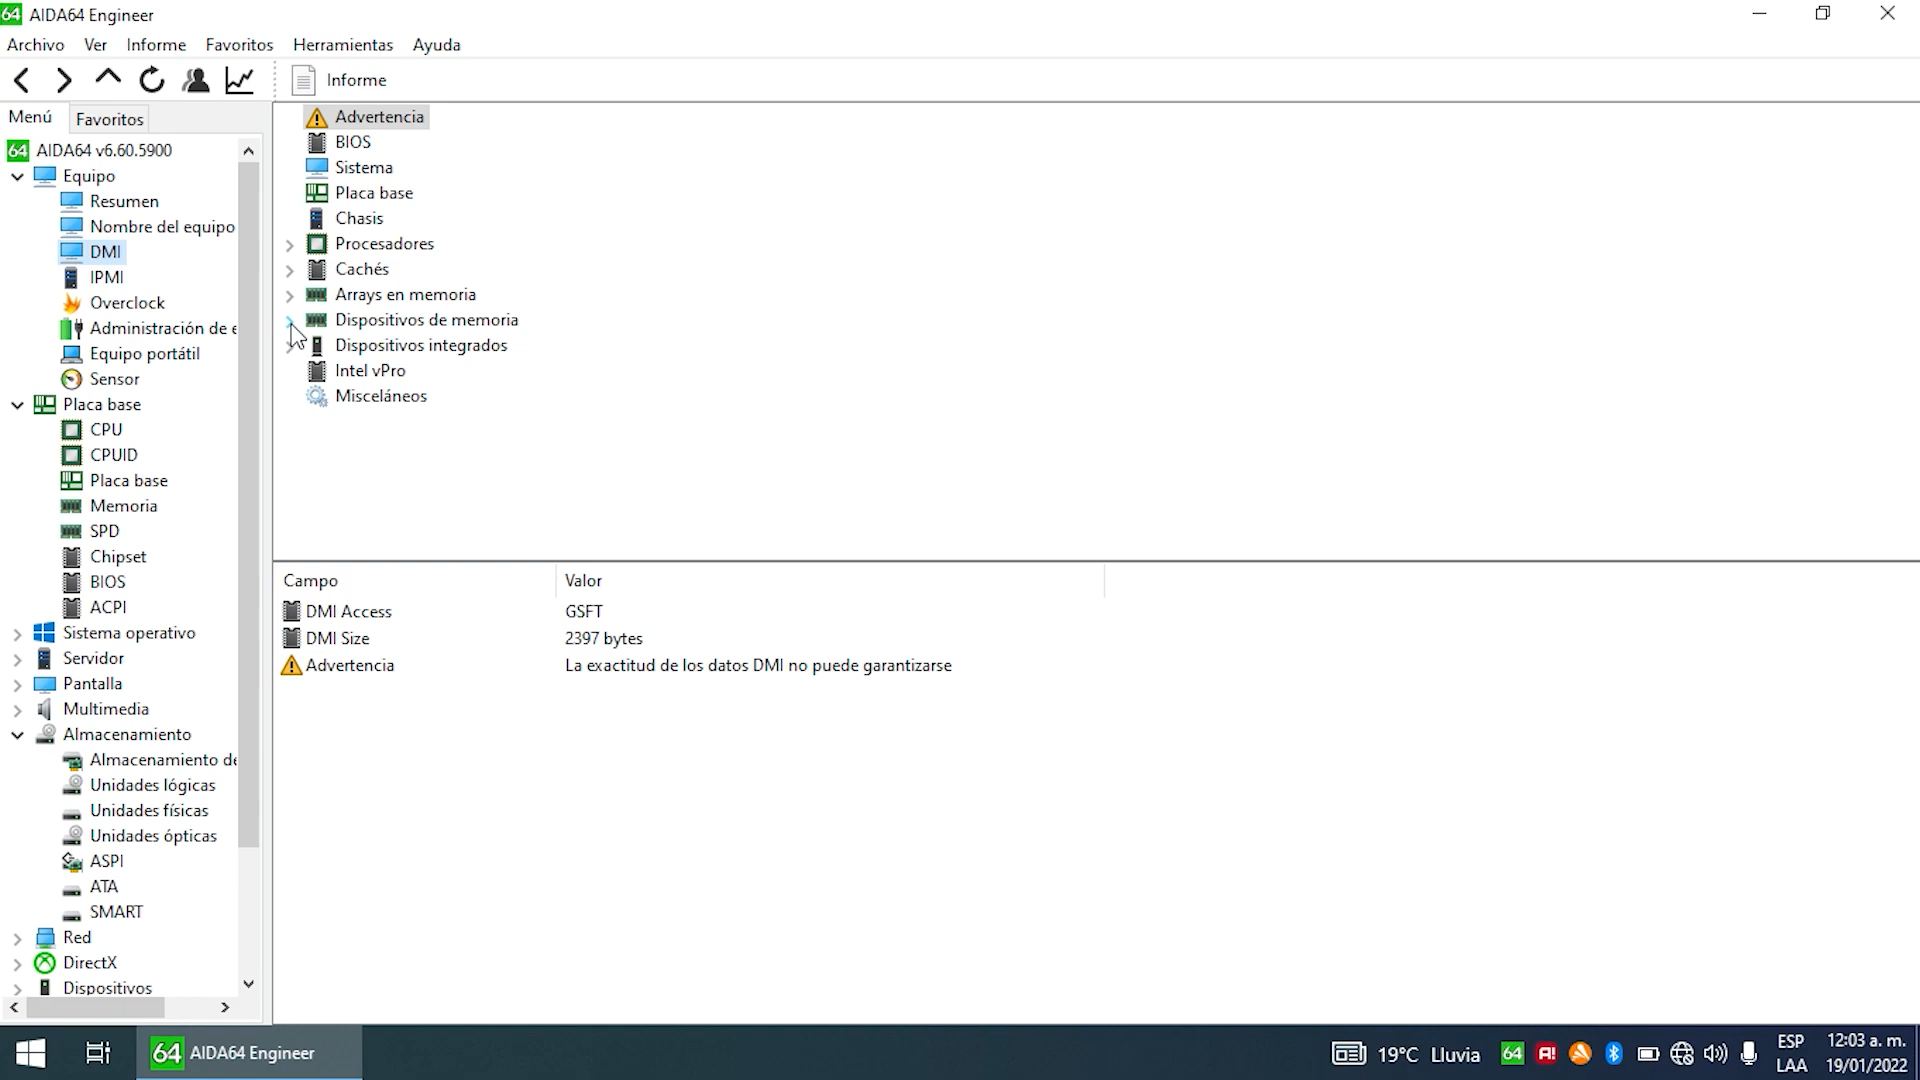 64 AIDA64 Engineer
Archivo Ver Informe Favoritos Herramientas Ayuda
Informe
Menú Favoritos
64 AIDA64 v6.60.5900
Equipo
Resumen
Nombre del equipo
DMI
IPMI
Overclock
Administración de e
Equipo portátil
Sensor
Placa base
CPU
CPUID
Placa base
Memoria
SPD
Chipset
BIOS
ACPI
Sistema operativo
Servidor
Pantalla
Multimedia
Almacenamiento
Almacenamiento de
Unidades lógicas
Unidades físicas
Unidades ópticas
ASPI
ATA
SMART
Red
DirectX
Dispositivos
Advertencia
BIOS
Sistema
Placa base
Chasis
Procesadores
Cachés
Arrays en memoria
Dispositivos de memoria
Dispositivos integrados
Intel vPro
Misceláneos
Campo Valor
DMI Access GSFT
DMI Size 2397 bytes
Advertencia La exactitud de los datos DMI no puede garantizarse
64 AIDA64 Engineer
19°C Lluvia
64
ESP
LAA
12:03 a. m.
19/01/2022